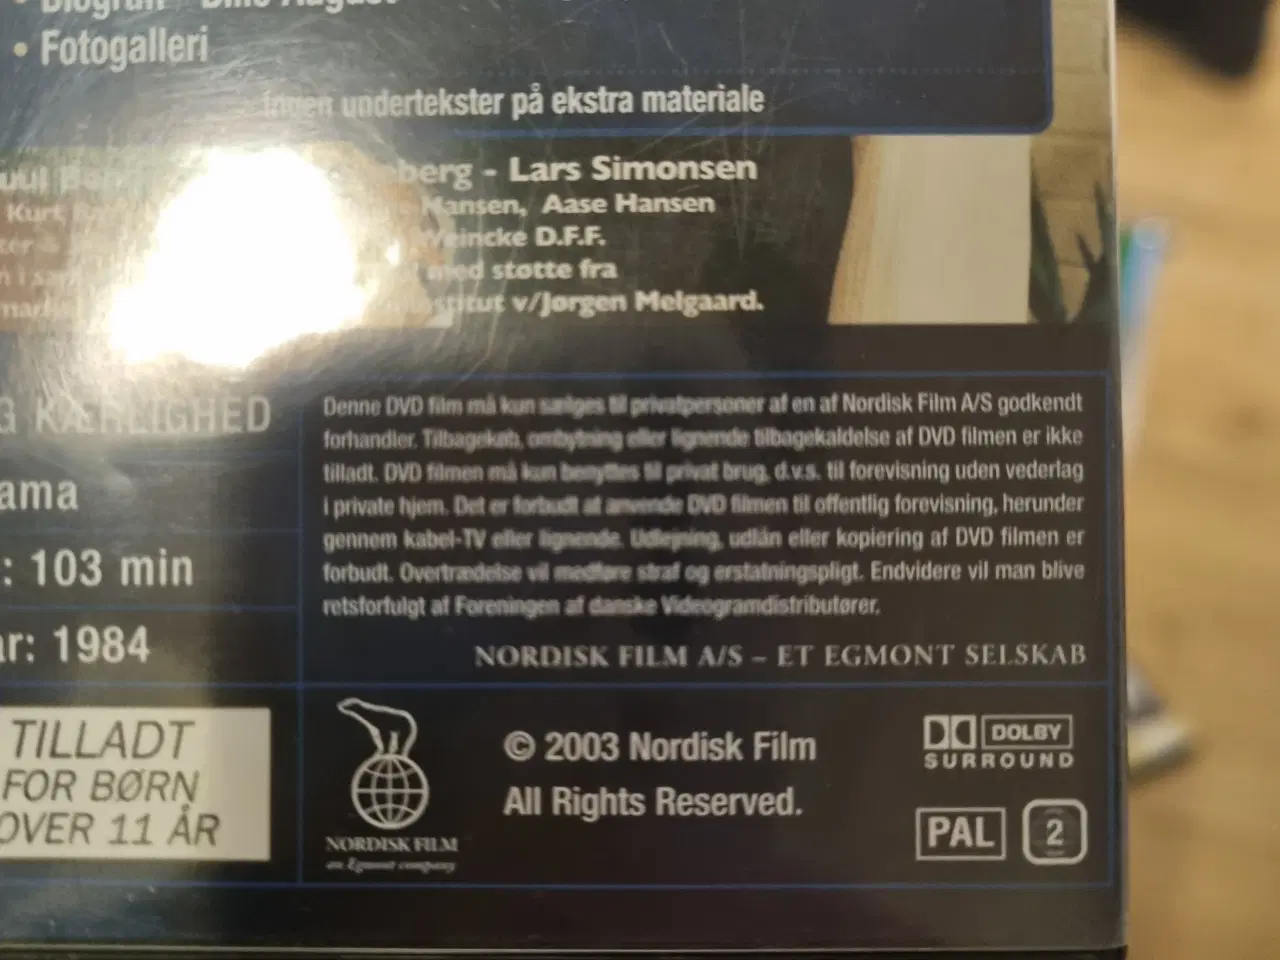 • Fotogalleri
Ingen undertekster på ekstra materiale
berg - Lars Simonsen
Kurt Hansen, Aase Hansen
Weincke D.F.F.
med støtte fra
institut v/Jørgen Melgaard.
G KÆRLIGHED
ama
: 103 min
år: 1984
TILLADT
FOR BØRN
OVER 11 ÅR
Denne DVD film må kun sælges til privatpersoner af en af Nordisk Film A/S godkendt
forhandler. Tilbagekøb, ombytning eller lignende tilbagekaldelse af DVD filmen er ikke
tilladt. DVD filmen må kun benyttes til privat brug, d.v.s. til forevisning uden vederlag
i private hjem. Det er forbudt at anvende DVD filmen til offentlig forevisning, herunder
gennem kabel-TV eller lignende. Udlejning, udlån eller kopiering af DVD filmen er
forbudt. Overtrædelse vil medføre straf og erstatningspligt. Endvidere vil man blive
retsforfulgt af Foreningen af danske Videogramdistributører.
NORDISK FILM A/S – ET EGMONT SELSKAB
NORDISK FILM
an Egmont company
© 2003 Nordisk Film
All Rights Reserved.
DOLBY
SURROUND
PAL
2